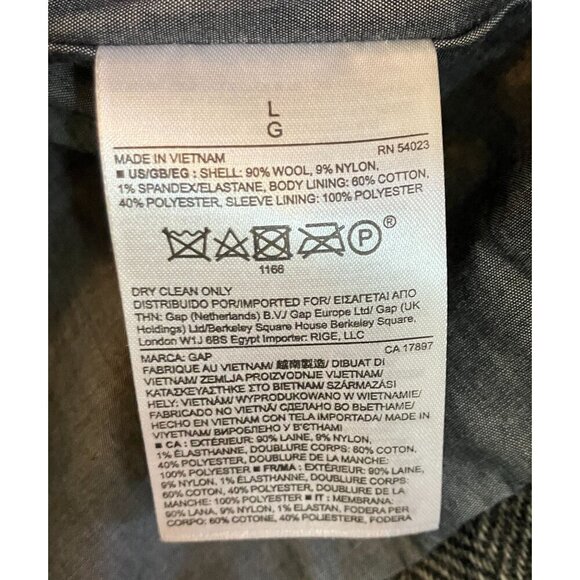 L
G
MADE IN VIETNAM RN 54023
■ US/GB/EG : SHELL: 90% WOOL, 9% NYLON,
1% SPANDEX/ELASTANE, BODY LINING: 60% COTTON,
40% POLYESTER, SLEEVE LINING: 100% POLYESTER
P ®
1166
DRY CLEAN ONLY
DISTRIBUIDO POR/IMPORTED FOR/ ΕΙΣΑΓΕΤΑΙ ΑΠΟ
ΤΗΝ: Gap (Netherlands) B.V./ Gap Europe Ltd/ Gap (UK
Holdings) Ltd/Berkeley Square House Berkeley Square,
London W1J 6BS Egypt Importer: RIGE, LLC
MARCA: GAP CA 17897
FABRIQUE AU VIETNAM/ 越南製造/ DIBUAT DI
VIETNAM/ ZEMLJA PROIZVODNJE VIJETNAM/
ΚΑΤΑΣΚΕΥΑΣΤΗΚΕ ΣΤΟ ΒΙΕΤΝΑΜ/ SZÁRMAZÁSI
HELY: VIETNÁM/ WYPRODUKOWANO W WIETNAMIE/
FABRICADO NO VIETNÃ/ СДЕЛАНО ВО ВЬЕТНАМЕ/
HECHO EN VIETNAM CON TELA IMPORTADA/ MADE IN
VIYETNAM/ ВИРОБЛЕНО У В'ЄТНАМІ
■ CA : EXTÉRIEUR: 90% LAINE, 9% NYLON,
1% ÉLASTHANNE, DOUBLURE CORPS: 60% COTON,
40% POLYESTER, DOUBLURE DE LA MANCHE:
100% POLYESTER ■ FR/MA : EXTÉRIEUR: 90% LAINE,
9% NYLON, 1% ÉLASTHANNE, DOUBLURE CORPS:
60% COTON, 40% POLYESTER, DOUBLURE DE LA
MANCHE: 100% POLYESTER ■ IT : MEMBRANA:
90% LANA, 9% NYLON, 1% ELASTAN, FODERA PER
CORPO: 60% COTONE, 40% POLIESTERE, FODERA